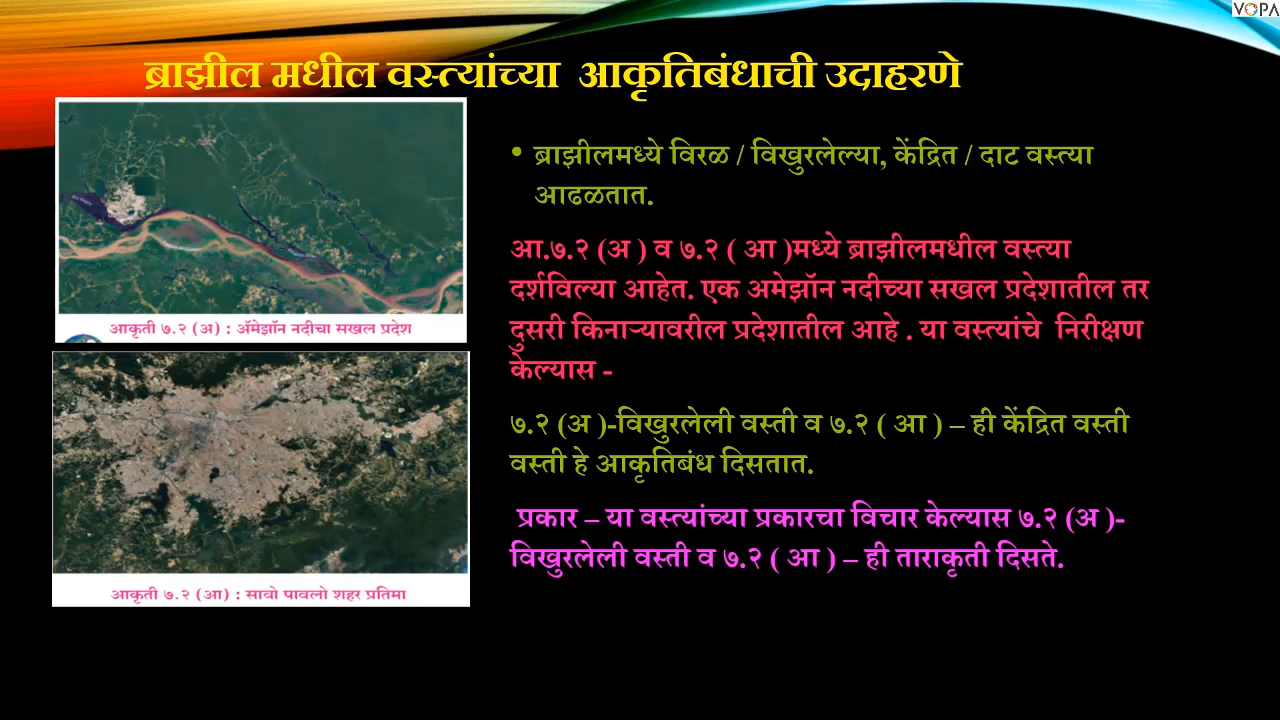 VOPA
ब्राझील मधील वस्त्यांच्या आकृतिबंधाची उदाहरणे
आकृती ७.२ (अ) : ॲमेझॉन नदीचा सखल प्रदेश
आकृती ७.२ (आ) : सावो पावलो शहर प्रतिमा
• ब्राझीलमध्ये विरळ / विखुरलेल्या, केंद्रित / दाट वस्त्या
आढळतात.
आ.७.२ (अ ) व ७.२ ( आ )मध्ये ब्राझीलमधील वस्त्या
दर्शविल्या आहेत. एक अमेझॉन नदीच्या सखल प्रदेशातील तर
दुसरी किनाऱ्यावरील प्रदेशातील आहे . या वस्त्यांचे निरीक्षण
केल्यास -
७.२ (अ )-विखुरलेली वस्ती व ७.२ ( आ ) – ही केंद्रित वस्ती
वस्ती हे आकृतिबंध दिसतात.
प्रकार – या वस्त्यांच्या प्रकारचा विचार केल्यास ७.२ (अ )-
विखुरलेली वस्ती व ७.२ ( आ ) – ही ताराकृती दिसते.